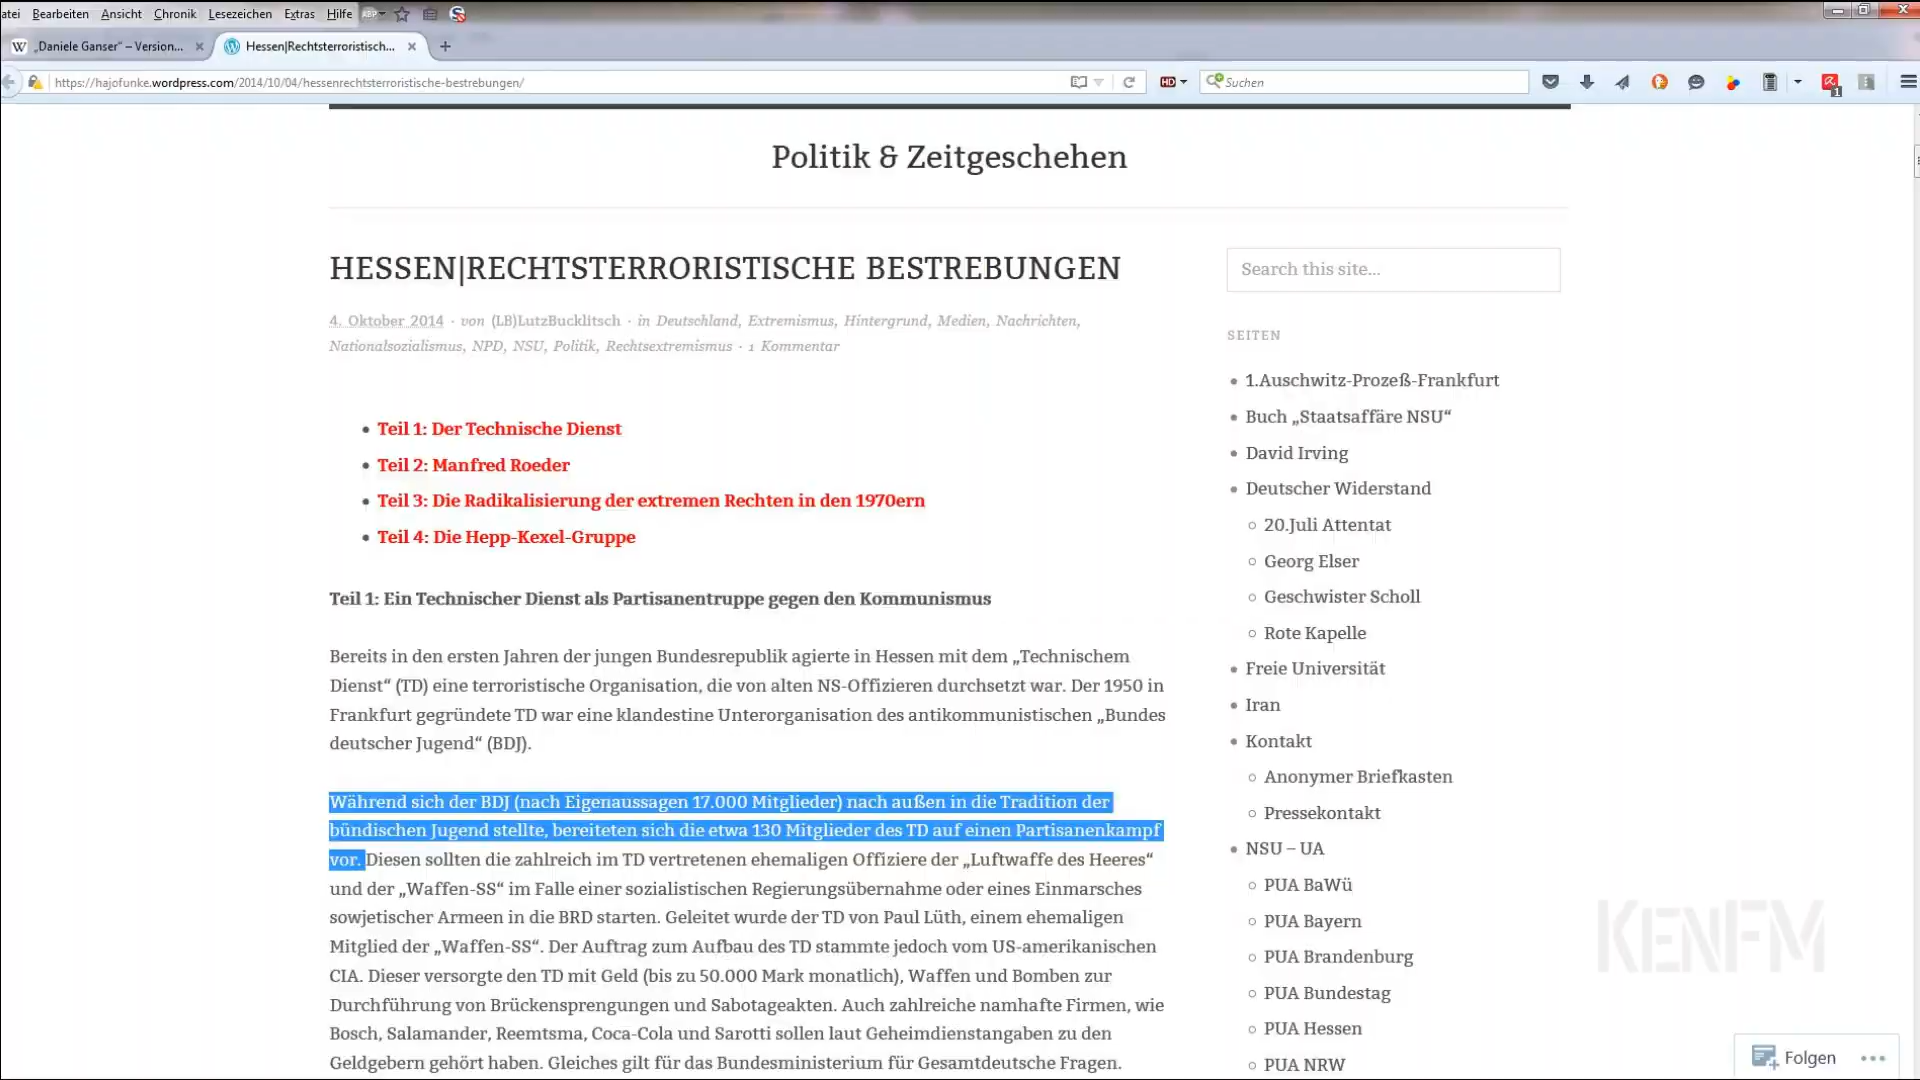 atei Bearbeiten Ansicht Chronik Lesezeichen Extras Hilfe ABP
W „Daniele Ganser“ – Version... × Hessen|Rechtsterroristisch... × +
https://hajofunke.wordpress.com/2014/10/04/hessenrechtsterroristische-bestrebungen/ HD Suchen 1
Politik & Zeitgeschehen
HESSEN|RECHTSTERRORISTISCHE BESTREBUNGEN
4. Oktober 2014 · von (LB)LutzBucklitsch · in Deutschland, Extremismus, Hintergrund, Medien, Nachrichten,
Nationalsozialismus, NPD, NSU, Politik, Rechtsextremismus · 1 Kommentar
• Teil 1: Der Technische Dienst
• Teil 2: Manfred Roeder
• Teil 3: Die Radikalisierung der extremen Rechten in den 1970ern
• Teil 4: Die Hepp-Kexel-Gruppe
Teil 1: Ein Technischer Dienst als Partisanentruppe gegen den Kommunismus
Bereits in den ersten Jahren der jungen Bundesrepublik agierte in Hessen mit dem „Technischem
Dienst“ (TD) eine terroristische Organisation, die von alten NS-Offizieren durchsetzt war. Der 1950 in
Frankfurt gegründete TD war eine klandestine Unterorganisation des antikommunistischen „Bundes
deutscher Jugend“ (BDJ).
Während sich der BDJ (nach Eigenaussagen 17.000 Mitglieder) nach außen in die Tradition der
bündischen Jugend stellte, bereiteten sich die etwa 130 Mitglieder des TD auf einen Partisanenkampf
vor. Diesen sollten die zahlreich im TD vertretenen ehemaligen Offiziere der „Luftwaffe des Heeres“
und der „Waffen-SS“ im Falle einer sozialistischen Regierungsübernahme oder eines Einmarsches
sowjetischer Armeen in die BRD starten. Geleitet wurde der TD von Paul Lüth, einem ehemaligen
Mitglied der „Waffen-SS“. Der Auftrag zum Aufbau des TD stammte jedoch vom US-amerikanischen
CIA. Dieser versorgte den TD mit Geld (bis zu 50.000 Mark monatlich), Waffen und Bomben zur
Durchführung von Brückensprengungen und Sabotageakten. Auch zahlreiche namhafte Firmen, wie
Bosch, Salamander, Reemtsma, Coca-Cola und Sarotti sollen laut Geheimdienstangaben zu den
Geldgebern gehört haben. Gleiches gilt für das Bundesministerium für Gesamtdeutsche Fragen.
Search this site...
SEITEN
• 1.Auschwitz-Prozeß-Frankfurt
• Buch „Staatsaffäre NSU“
• David Irving
• Deutscher Widerstand
○ 20.Juli Attentat
○ Georg Elser
○ Geschwister Scholl
○ Rote Kapelle
• Freie Universität
• Iran
• Kontakt
○ Anonymer Briefkasten
○ Pressekontakt
• NSU – UA
○ PUA BaWü
○ PUA Bayern
○ PUA Brandenburg
○ PUA Bundestag
○ PUA Hessen
○ PUA NRW
KENFM
Folgen